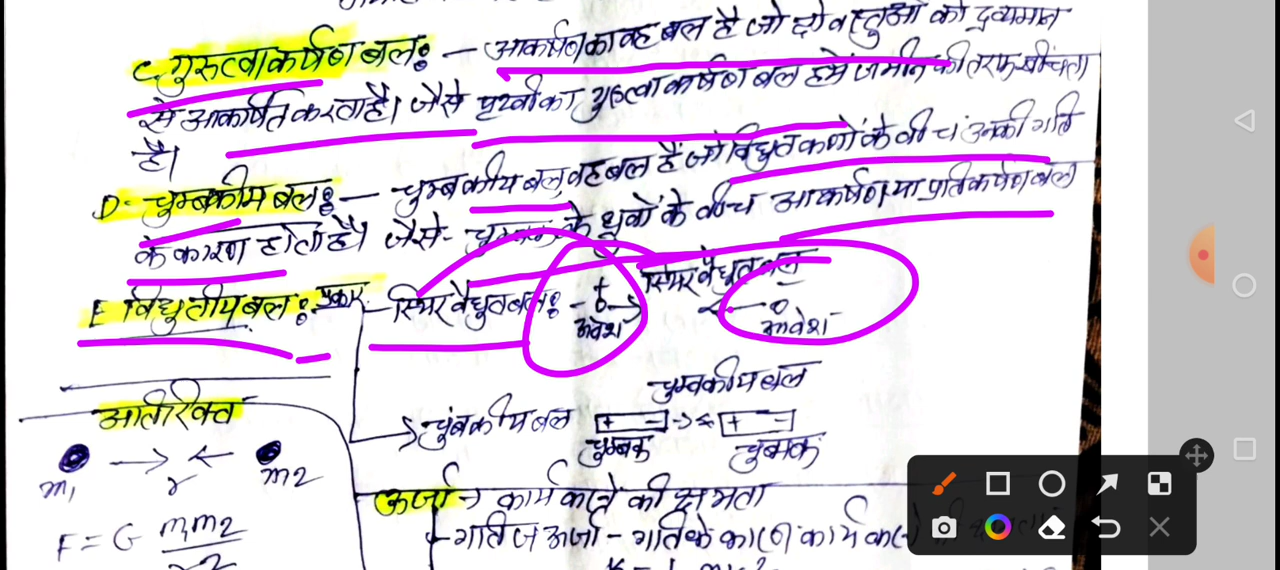 C, गुरुत्वाकर्षण बल:- आकर्षण का वह बल है जो दो वस्तुओं को द्रव्यमान
से आकर्षित करता है। जैसे पृथ्वी का गुरुत्वाकर्षण बल हमें जमीन की तरफ खींचता
है।
D. चुम्बकीय बल:- चुम्बकीय बल, वह बल है जो विधुत कणों के बीच उनकी गति
के कारण होता है। जैसे- चुम्बक के ध्रुवों के बीच आकर्षण या प्रतिकर्षण बल
E विधुतीय बल: प्रकार स्थिर वैधुत बल: + स्थिर वैधुत बल
आवेश आवेश
चुम्बकीय बल
अतिरिक्त चुंबकीय बल + - + -
चुम्बक चुम्बक
m1 r m2
ऊर्जा → कार्य करने की क्षमता
F = G m1m2
गतिज ऊर्जा - गति के कारण कार्य